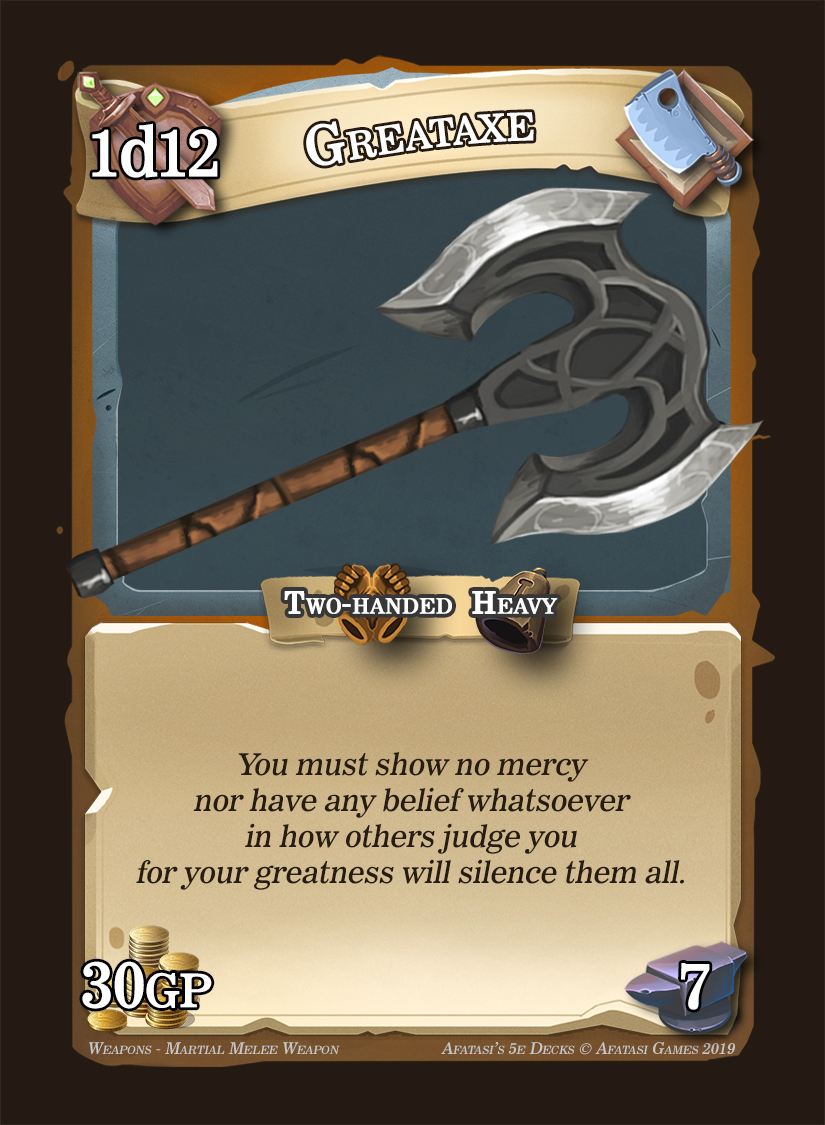 1d12
Greataxe
Two-handed Heavy
You must show no mercy
nor have any belief whatsoever
in how others judge you
for your greatness will silence them all.
30GP
7
Weapons - Martial Melee Weapon
Afatasi's 5e Decks © Afatasi Games 2019